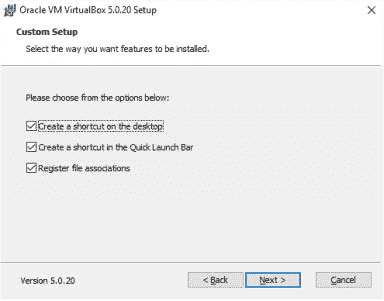 Oracle VM VirtualBox 5.0.20 Setup
Custom Setup
Select the way you want features to be installed.
Please choose from the options below:
Create a shortcut on the desktop
Create a shortcut in the Quick Launch Bar
Register file associations
Version 5.0.20
< Back
Next >
Cancel